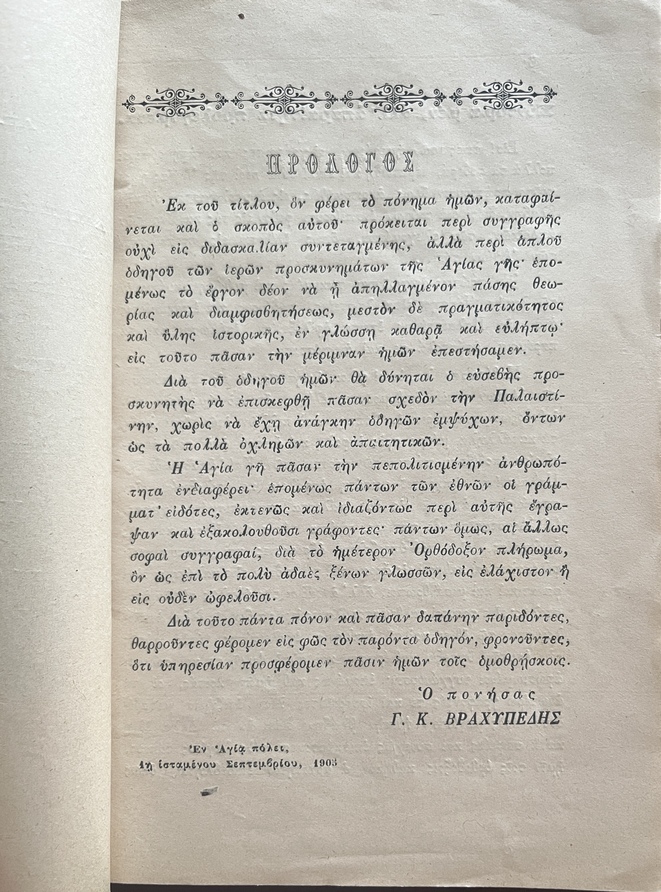 ΠΡΟΛΟΓΟΣ
Ἐκ τοῦ τίτλου, ὃν φέρει τὸ πόνημα ἡμῶν, καταφαί-
νεται καὶ ὁ σκοπὸς αὐτοῦ· πρόκειται περὶ συγγραφῆς
οὐχὶ εἰς διδασκαλίαν συντεταγμένης, ἀλλὰ περὶ ἁπλοῦ
ὁδηγοῦ τῶν ἱερῶν προσκυνημάτων τῆς Ἁγίας γῆς· ἑπο-
μένως τὸ ἔργον δέον νὰ ᾖ ἀπηλλαγμένον πάσης θεω-
ρίας καὶ διαμφισβητήσεως, μεστὸν δὲ πραγματικότητος
καὶ ὕλης ἱστορικῆς, ἐν γλώσσῃ καθαρᾷ καὶ εὐλήπτῳ·
εἰς τοῦτο πᾶσαν τὴν μέριμναν ἡμῶν ἐπεστήσαμεν.
Διὰ τοῦ ὁδηγοῦ ἡμῶν θὰ δύνηται ὁ εὐσεβὴς προ-
σκυνητὴς νὰ ἐπισκεφθῇ πᾶσαν σχεδὸν τὴν Παλαιστί-
νην, χωρὶς νὰ ἔχῃ ἀνάγκην ὁδηγῶν ἐμψύχων, ὄντων
ὡς τὰ πολλὰ ὀχληρῶν καὶ ἀπαιτητικῶν.
Ἡ Ἁγία γῆ πᾶσαν τὴν πεπολιτισμένην ἀνθρωπό-
τητα ἐνδιαφέρει· ἑπομένως πάντων τῶν ἐθνῶν οἱ γράμ-
ματ' εἰδότες, ἐκτενῶς καὶ ἰδιαζόντως περὶ αὐτῆς ἔγρα-
ψαν καὶ ἐξακολουθοῦσι γράφοντες· πάντων ὅμως, αἱ ἄλλως
σοφαὶ συγγραφαί, διὰ τὸ ἡμέτερον Ὀρθόδοξον πλήρωμα,
ὃν ὡς ἐπὶ τὸ πολὺ ἀδαὲς ξένων γλωσσῶν, εἰς ἐλάχιστον ἢ
εἰς οὐδὲν ὠφελοῦσι.
Διὰ τοῦτο πάντα πόνον καὶ πᾶσαν δαπάνην παριδόντες,
θαρροῦντες φέρομεν εἰς φῶς τὸν παρόντα ὁδηγόν, φρονοῦντες,
ὅτι ὑπηρεσίαν προσφέρομεν πᾶσιν ἡμῶν τοῖς ὁμοθρήσκοις.
Ὁ πονήσας
Γ. Κ. ΒΡΑΧΥΠΕΔΗΣ
Ἐν Ἁγίᾳ πόλει,
1ῃ ἱσταμένου Σεπτεμβρίου,